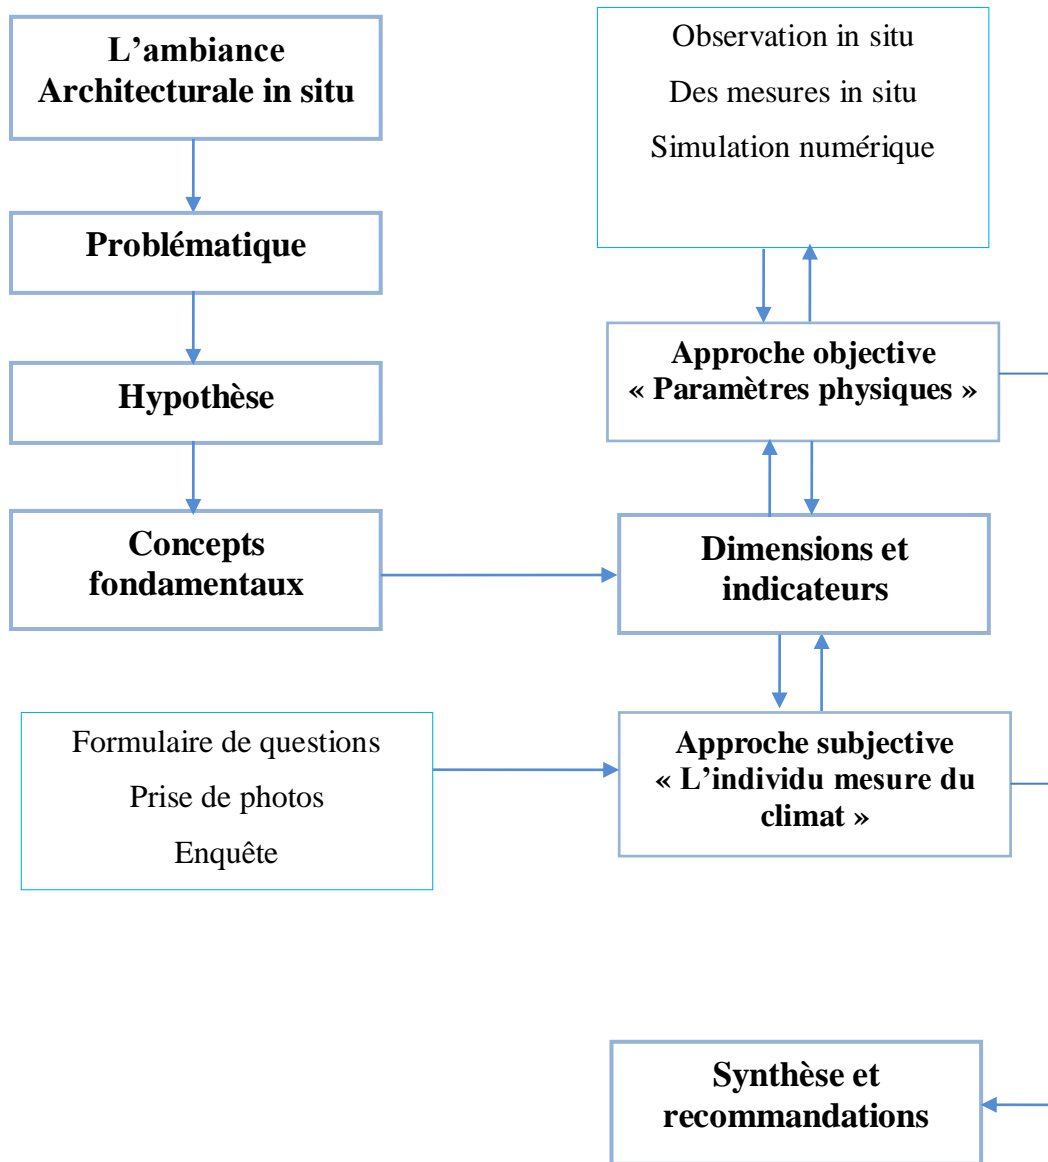 L’ambiance
Architecturale in situ
Problématique
Hypothèse
Concepts
fondamentaux
Formulaire de questions
Prise de photos
Enquête
Observation in situ
Des mesures in situ
Simulation numérique
Approche objective
« Paramètres physiques »
Dimensions et
indicateurs
Approche subjective
« L’individu mesure du
climat »
Synthèse et
recommandations